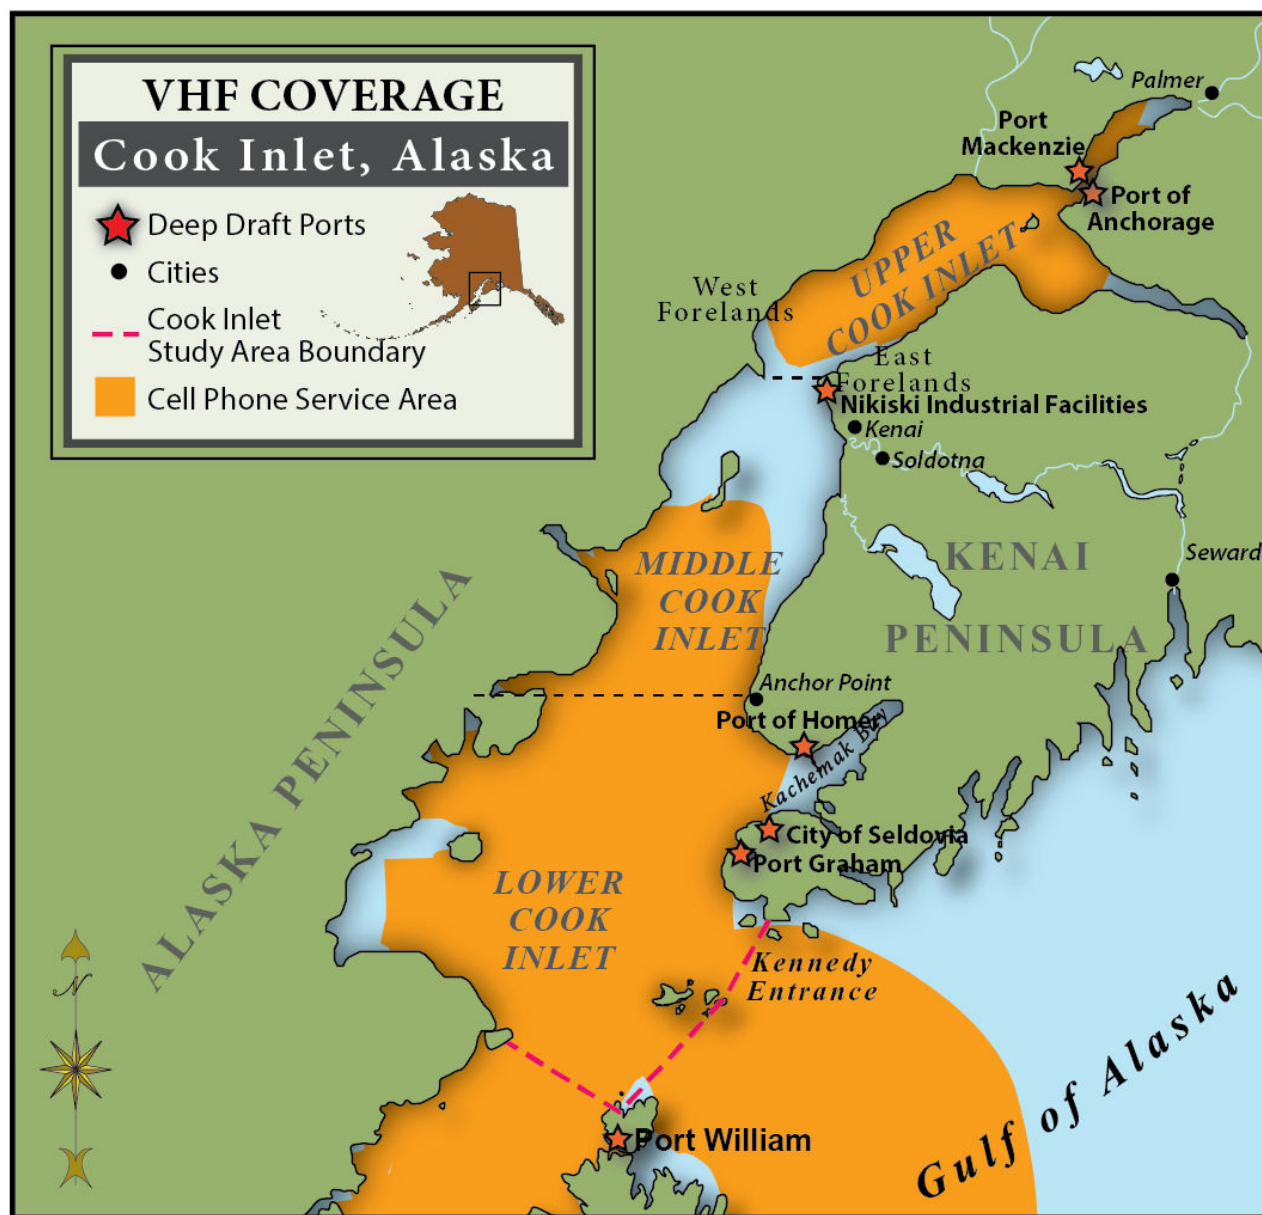 VHF COVERAGE
Cook Inlet, Alaska
Deep Draft Ports
Cities
Cook Inlet
Study Area Boundary
Cell Phone Service Area
Palmer
Port
Mackenzie
Port of
Anchorage
UPPER
COOK INLET
West
Forelands
East
Forelands
Nikiski Industrial Facilities
Kenai
Soldotna
KENAI
PENINSULA
Seward
MIDDLE
COOK
INLET
ALASKA PENINSULA
Anchor Point
Port of Homer
Kachemak Bay
City of Seldovia
Port Graham
LOWER
COOK
INLET
Kennedy
Entrance
N
Gulf of Alaska
Port William